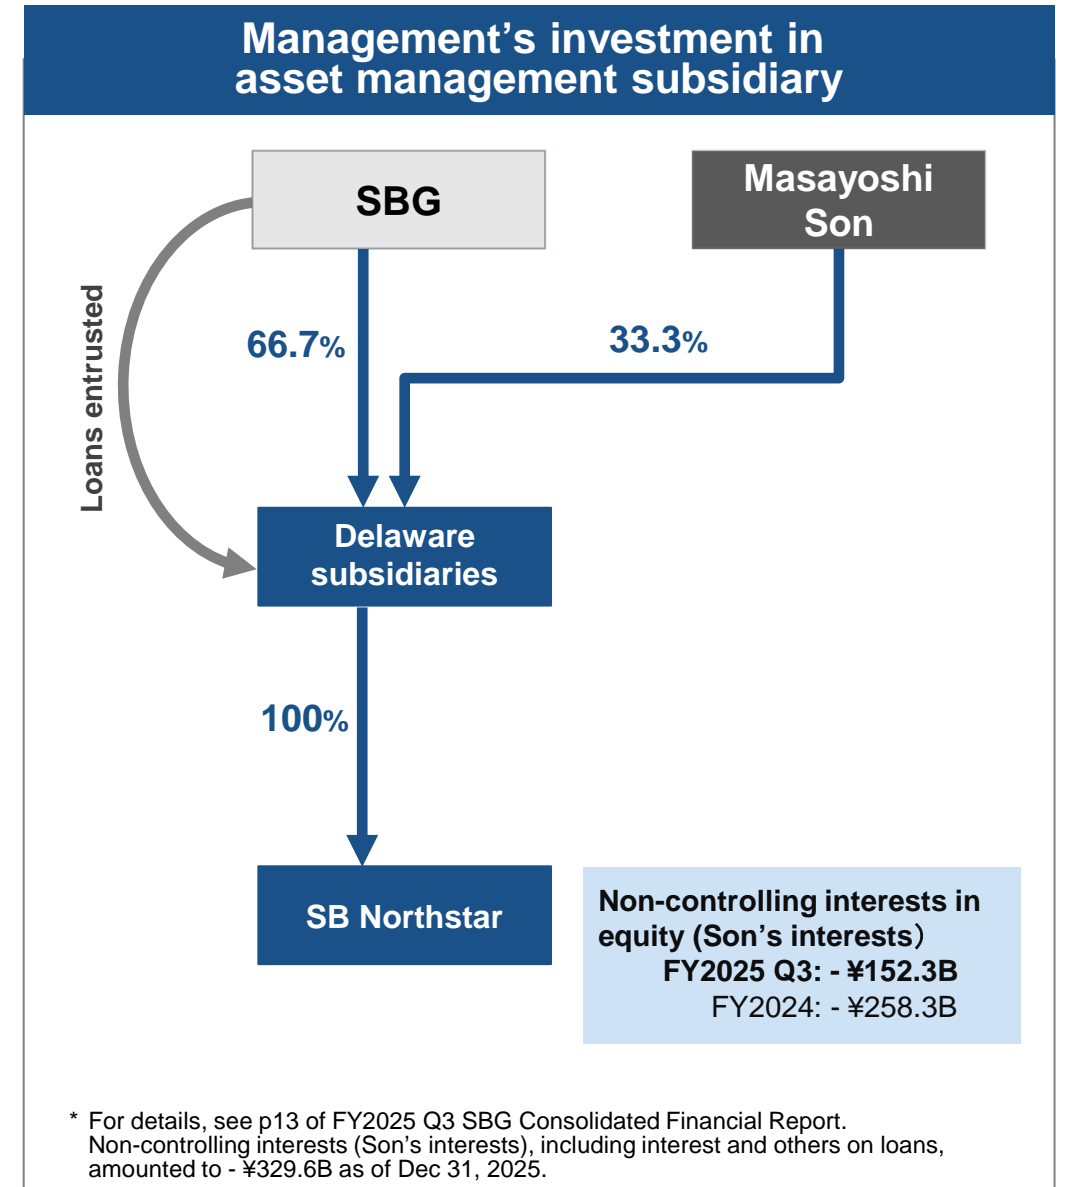 Management’s investment in
asset management subsidiary
SBG
Masayoshi
Son
Loans entrusted
66.7%
33.3%
Delaware
subsidiaries
100%
SB Northstar
Non-controlling interests in
equity (Son’s interests）
FY2025 Q3: - ¥152.3B
FY2024: - ¥258.3B
* For details, see p13 of FY2025 Q3 SBG Consolidated Financial Report.
Non-controlling interests (Son’s interests), including interest and others on loans,
amounted to - ¥329.6B as of Dec 31, 2025.